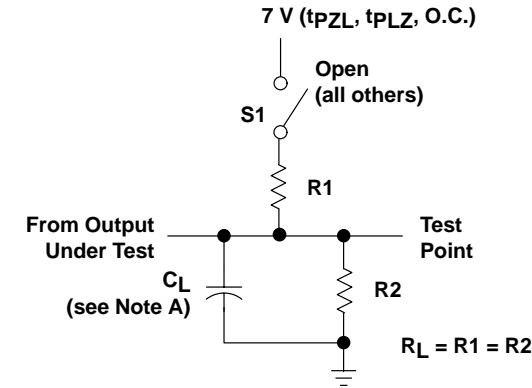 7 V (tPZL, tPLZ, O.C.)
Open
(all others)
S1
R1
From Output
Under Test
Test
Point
CL
(see Note A)
R2
RL = R1 = R2